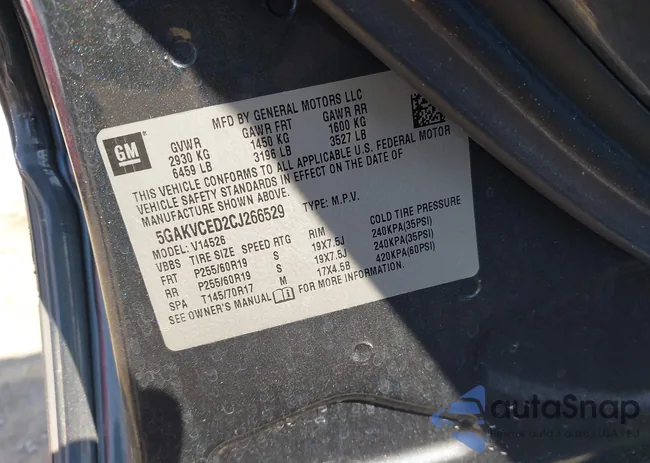 MFD BY GENERAL MOTORS LLC
GM
GVWR GAWR FRT GAWR RR
2930 KG 1450 KG 1600 KG
6459 LB 3196 LB 3527 LB
THIS VEHICLE CONFORMS TO ALL APPLICABLE U.S. FEDERAL MOTOR
VEHICLE SAFETY STANDARDS IN EFFECT ON THE DATE OF
MANUFACTURE SHOWN ABOVE.
5GAKVCED2CJ266529 TYPE: M.P.V.
MODEL: V14526
VBBS TIRE SIZE SPEED RTG RIM COLD TIRE PRESSURE
FRT P255/60R19 S 19X7.5J 240KPA(35PSI)
RR P255/60R19 S 19X7.5J 240KPA(35PSI)
SPA T145/70R17 M 17X4.5B 420KPA(60PSI)
SEE OWNER'S MANUAL FOR MORE INFORMATION.
autaSnap